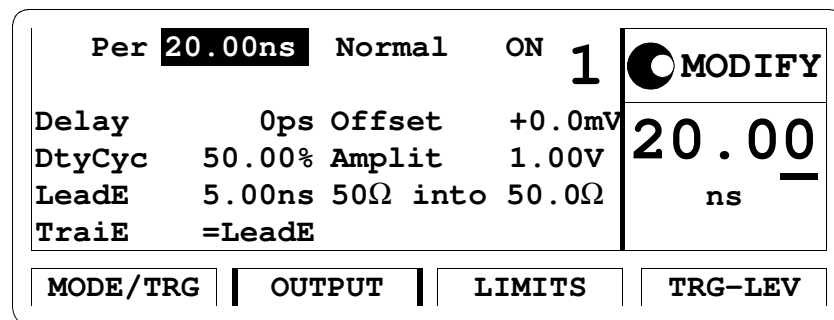 Per 20.00ns Normal ON 1
MODIFY
Delay 0ps Offset +0.0mV
20.00
DtyCyc 50.00% Amplit 1.00V
LeadE 5.00ns 50Ω into 50.0Ω
ns
TraiE =LeadE
MODE/TRG OUTPUT LIMITS TRG-LEV